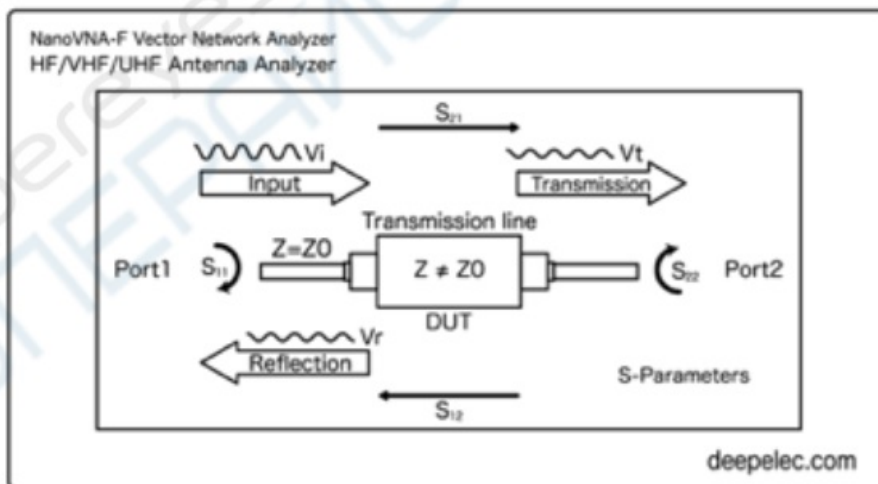 NanoVNA-F Vector Network Analyzer
HF/VHF/UHF Antenna Analyzer
S₂₁
Vi
Vt
Input
Transmission
Transmission line
Port1
S₁₁
Z=Z0
Z ≠ Z0
S₂₂
Port2
DUT
Vr
Reflection
S-Parameters
S₁₂
deepelec.com